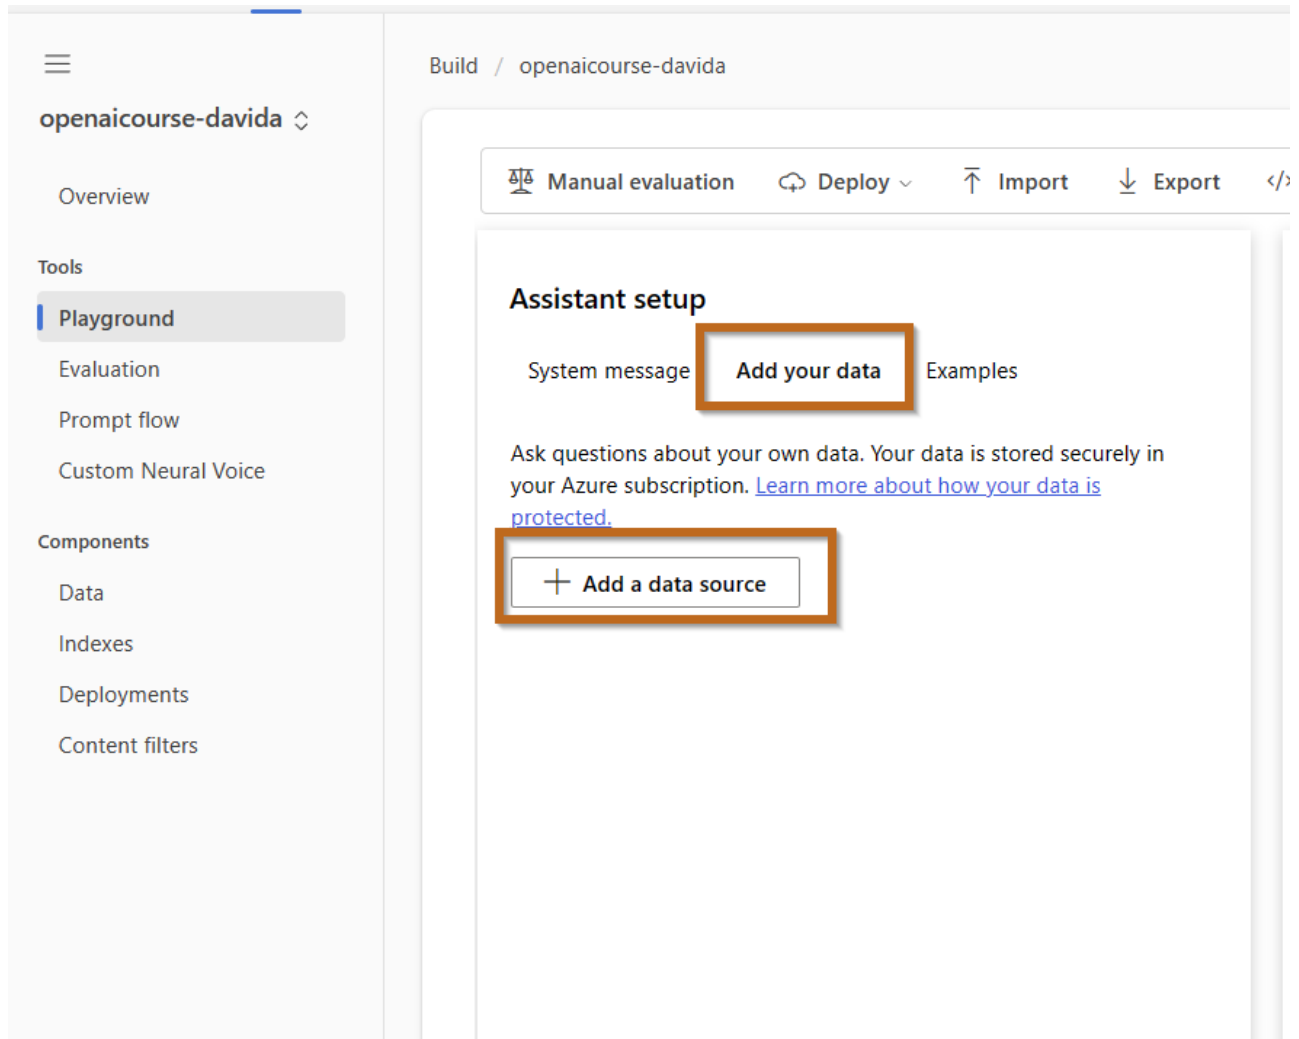 Build / openaicourse-davida
openaicourse-davida
Overview
Tools
Playground
Evaluation
Prompt flow
Custom Neural Voice
Components
Data
Indexes
Deployments
Content filters
Manual evaluation Deploy Import Export </>
Assistant setup
System message Add your data Examples
Ask questions about your own data. Your data is stored securely in
your Azure subscription. Learn more about how your data is
protected.
+ Add a data source